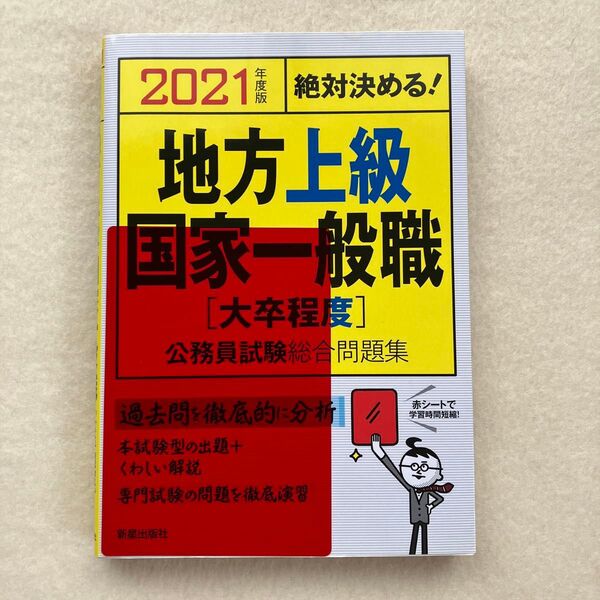 2021年度版
絶対決める!
地方上級
国家一般職
[大卒程度]
公務員試験総合問題集
過去問を徹底的に分析
本試験型の出題+
くわしい解説
専門試験の問題を徹底演習
赤シートで
学習時間短縮!
新星出版社